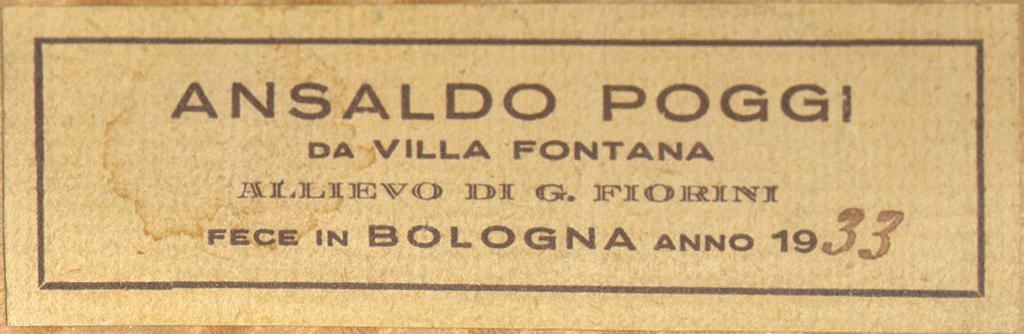 ANSALDO POGGI
DA VILLA FONTANA
ALLIEVO DI G. FIORINI
FECE IN BOLOGNA ANNO 1933